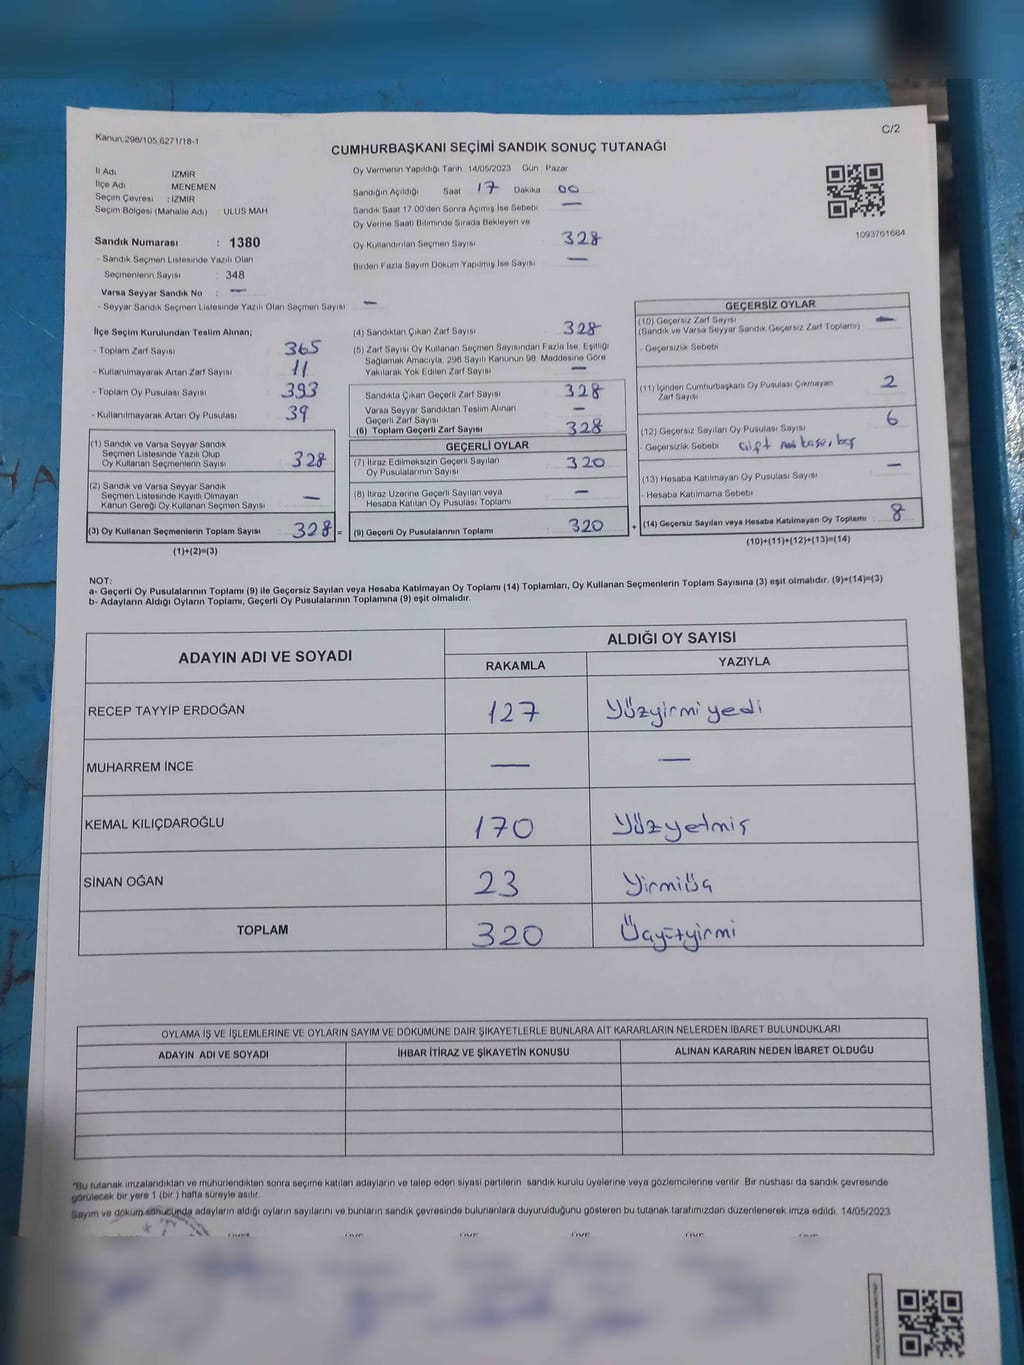 Kanun,298/105,6271/18-1
C/2
CUMHURBAŞKANI SEÇİMİ SANDIK SONUÇ TUTANAĞI
İl Adı İZMİR
İlçe Adı MENEMEN
Seçim Çevresi : İZMİR
Seçim Bölgesi (Mahalle Adı) : ULUS MAH
Oy Vermenin Yapıldığı Tarih 14/05/2023 Gün Pazar
Sandığın Açıldığı Saat 17 Dakika 00
Sandık Saat 17.00'den Sonra Açımış İse Sebebi —
Oy Verme Saati Bitiminde Sırada Bekleyen ve
Oy Kullandırılan Seçmen Sayısı 328
Birden Fazla Sayım Döküm Yapılmış İse Sayısı —
1093761684
Sandık Numarası : 1380
- Sandık Seçmen Listesinde Yazılı Olan
Seçmenlerin Sayısı : 348
Varsa Seyyar Sandık No : —
- Seyyar Sandık Seçmen Listesinde Yazılı Olan Seçmen Sayısı —
İlçe Seçim Kurulundan Teslim Alınan;
- Toplam Zarf Sayısı 365
- Kullanılmayarak Artan Zarf Sayısı 11
- Toplam Oy Pusulası Sayısı 393
- Kullanılmayarak Artan Oy Pusulası 39
(1) Sandık ve Varsa Seyyar Sandık
Seçmen Listesinde Yazılı Olup
Oy Kullanan Seçmenlerin Sayısı 328
(2) Sandık ve Varsa Seyyar Sandık
Seçmen Listesinde Kayıtlı Olmayan
Kanun Gereği Oy Kullanan Seçmen Sayısı —
(3) Oy Kullanan Seçmenlerin Toplam Sayısı 328 =
(1)+(2)=(3)
(4) Sandıktan Çıkan Zarf Sayısı 328
(5) Zarf Sayısı Oy Kullanan Seçmen Sayısından Fazla İse, Eşitliği
Sağlamak Amacıyla, 298 Sayılı Kanunun 98. Maddesine Göre
Yakılarak Yok Edilen Zarf Sayısı —
Sandıkta Çıkan Geçerli Zarf Sayısı 328
Varsa Seyyar Sandıktan Teslim Alınan
Geçerli Zarf Sayısı —
(6) Toplam Geçerli Zarf Sayısı 328
GEÇERLİ OYLAR
(7) İtiraz Edilmeksizin Geçerli Sayılan
Oy Pusulalarının Sayısı 320
(8) İtiraz Üzerine Geçerli Sayılan veya
Hesaba Katılan Oy Pusulası Toplamı —
(9) Geçerli Oy Pusulalarının Toplamı 320 +
GEÇERSİZ OYLAR
(10) Geçersiz Zarf Sayısı —
(Sandık ve Varsa Seyyar Sandık Geçersiz Zarf Toplamı)
- Geçersizlik Sebebi
(11) İçinden Cumhurbaşkanı Oy Pusulası Çıkmayan 2
Zarf Sayısı
(12) Geçersiz Sayılan Oy Pusulası Sayısı 6
- Geçersizlik Sebebi çift
(13) Hesaba Katılmayan Oy Pusulası Sayısı —
- Hesaba Katılmama Sebebi
(14) Geçersiz Sayılan veya Hesaba Katılmayan Oy Toplamı 8
(10)+(11)+(12)+(13)=(14)
NOT:
a- Geçerli Oy Pusulalarının Toplamı (9) ile Geçersiz Sayılan veya Hesaba Katılmayan Oy Toplamı (14) Toplamları, Oy Kullanan Seçmenlerin Toplam Sayısına (3) eşit olmalıdır. (9)+(14)=(3)
b- Adayların Aldığı Oyların Toplamı, Geçerli Oy Pusulalarının Toplamına (9) eşit olmalıdır.
ADAYIN ADI VE SOYADI ALDIĞI OY SAYISI
RAKAMLA YAZIYLA
RECEP TAYYİP ERDOĞAN 127 Yüzyirmiyedi
MUHARREM İNCE — —
KEMAL KILIÇDAROĞLU 170 Yüzyetmiş
SİNAN OĞAN 23 Yirmiüç
TOPLAM 320 Üçyüzyirmi
OYLAMA İŞ VE İŞLEMLERİNE VE OYLARIN SAYIM VE DÖKÜMÜNE DAİR ŞİKAYETLERLE BUNLARA AİT KARARLARIN NELERDEN İBARET BULUNDUKLARI
ADAYIN ADI VE SOYADI İHBAR İTİRAZ VE ŞİKAYETİN KONUSU ALINAN KARARIN NEDEN İBARET OLDUĞU
"Bu tutanak imzalandıktan ve mühürlendikten sonra seçime katılan adayların ve talep eden siyasi partilerin sandık kurulu üyelerine veya gözlemcilerine verilir. Bir nüshası da sandık çevresinde
görülecek bir yere 1 (bir ) hafta süreyle asılır.
Sayım ve döküm sonucunda adayların aldığı oyların sayılarını ve bunların sandık çevresinde bulunanlara duyurulduğunu gösteren bu tutanak tarafımızdan düzenlenerek imza edildi. 14/05/2023